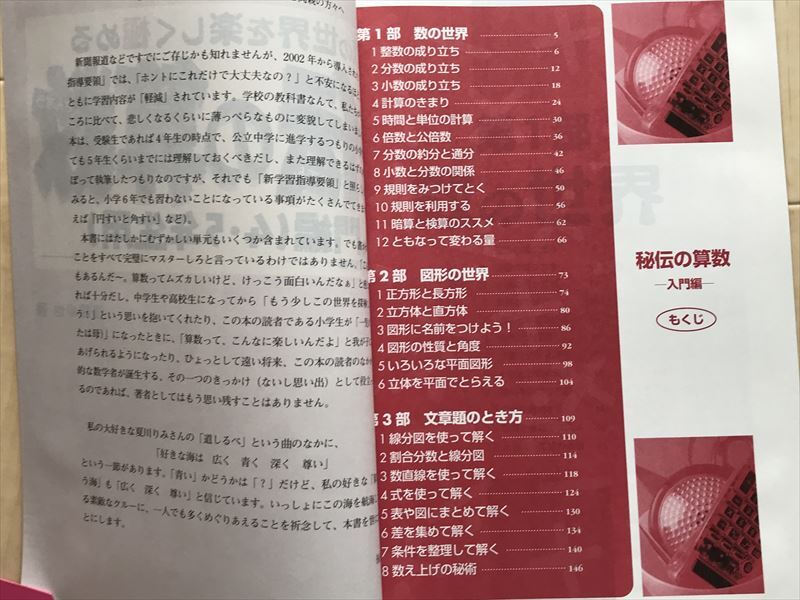 の方々へ
新聞報道などですでにご存じかも知れませんが、2002年から導入され
指導要領」では、「ホントにこれだけで大丈夫なの？」と不安になるほ
ともに学習内容が「軽減」されています。学校の教科書なんて、私た
ころに比べて、悲しくなるくらいに薄っぺらなものに変貌してしまいま
本は、受験生であれば4年生の時点で、公立中学に進学するつもりの小
でも5年生くらいまでには理解しておくべきだし、また理解できるはず
ぼって執筆したつもりなのですが、それでも「新学習指導要領」と照ら
みると、小学6年でも習わないことになっている事項がたくさんでてき
えば「円すいと角すい」など）。
本書にはたしかにむずかしい単元もいくつか含まれています。でも
ことをすべて完璧にマスターしろと言っているわけではありません。
もあるんだ〜。算数ってムズカしいけど、けっこう面白いんだなぁ」と
れば十分だし、中学生や高校生になってから「もう少しこの世界を探
う！」という思いを抱いてくれたり、この本の読者である小学生が「一
たは母）」になったときに、「算数って、こんなに楽しいんだよ」と我が
あげられるようになったり、ひょっとして遠い将来、この本の読者のなか
的な数学者が誕生する。その一つのきっかけ（ないし思い出）として役
るのであれば、著者としてはもう思い残すことはありません。
私の大好きな夏川りみさんの「道しるべ」という曲のなかに、
「好きな海は　広く　青く　深く　尊い」
という一節があります。「青い」かどうかは「？」だけど、私の好きな「
う海」も「広く　深く　尊い」と信じています。いっしょにこの海を航
る素敵なクルーに、一人でも多くめぐりあえることを祈念して、本書を
とにします。
第1部 数の世界 5
1 整数の成り立ち 6
2 分数の成り立ち 12
3 小数の成り立ち 18
4 計算のきまり 24
5 時間と単位の計算 30
6 倍数と公倍数 36
7 分数の約分と通分 42
8 小数と分数の関係 46
9 規則をみつけてとく 50
10 規則を利用する 56
11 暗算と検算のススメ 62
12 ともなって変わる量 66
第2部 図形の世界 73
1 正方形と長方形 74
2 立方体と直方体 80
3 図形に名前をつけよう！ 86
4 図形の性質と角度 92
5 いろいろな平面図形 98
6 立体を平面でとらえる 104
第3部 文章題のとき方 109
1 線分図を使って解く 110
2 割合分数と線分図 114
3 数直線を使って解く 118
4 式を使って解く 124
5 表や図にまとめて解く 130
6 差を集めて解く 134
7 条件を整理して解く 140
8 数え上げの秘術 146
秘伝の算数
―入門編―
もくじ